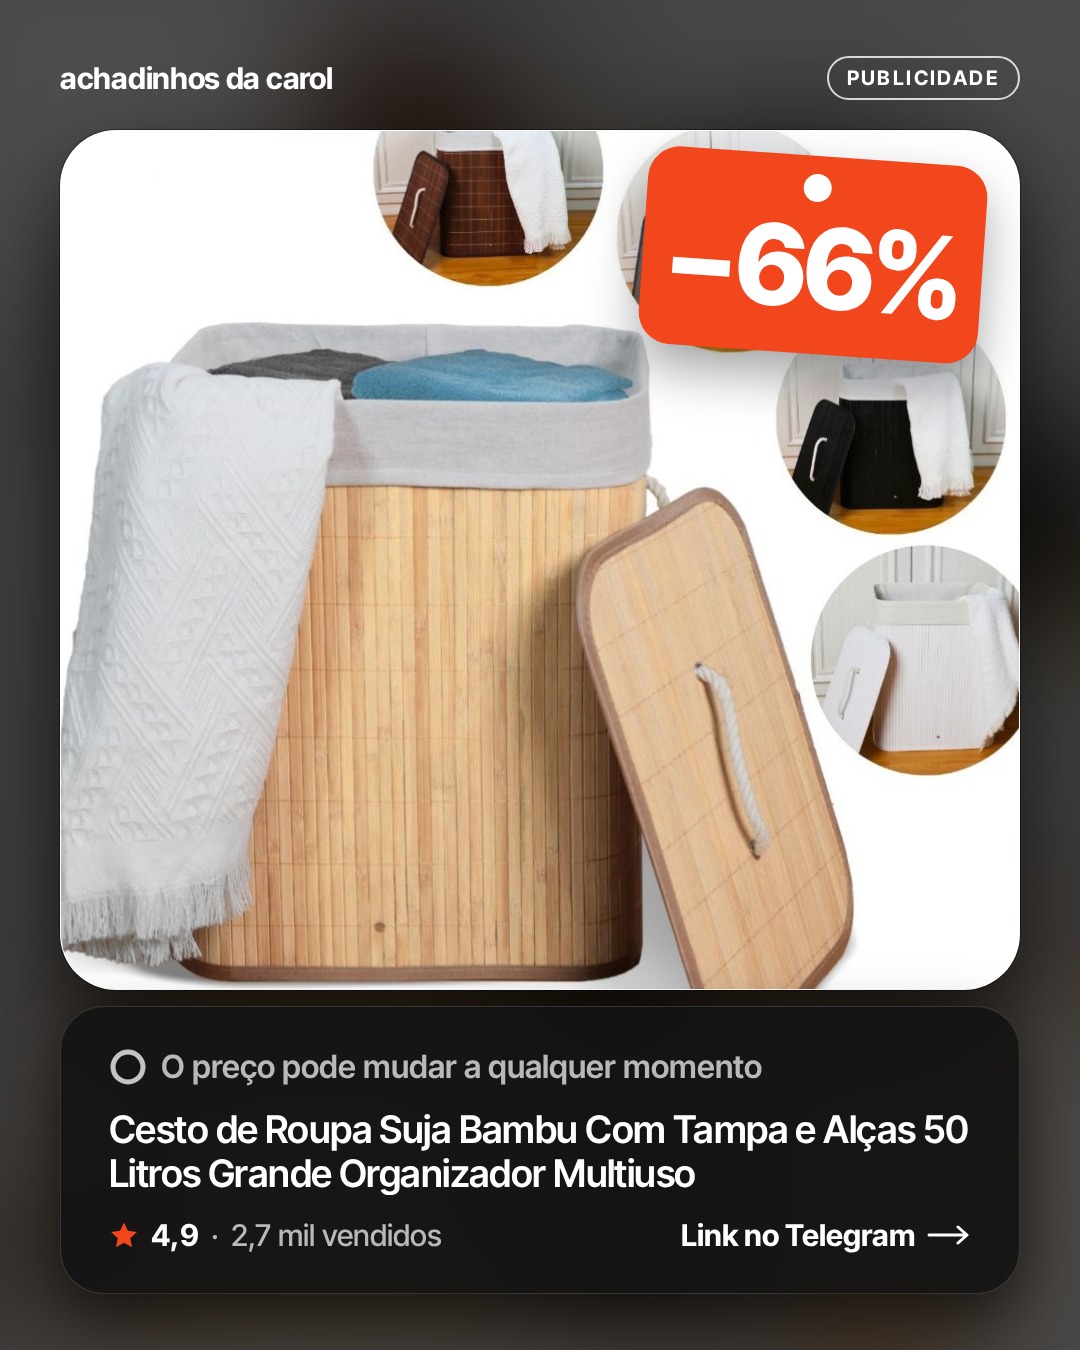 achadinhos da carol
PUBLICIDADE
−66%
O preço pode mudar a qualquer momento
Cesto de Roupa Suja Bambu Com Tampa e Alças 50
Litros Grande Organizador Multiuso
4,9 · 2,7 mil vendidos
Link no Telegram →